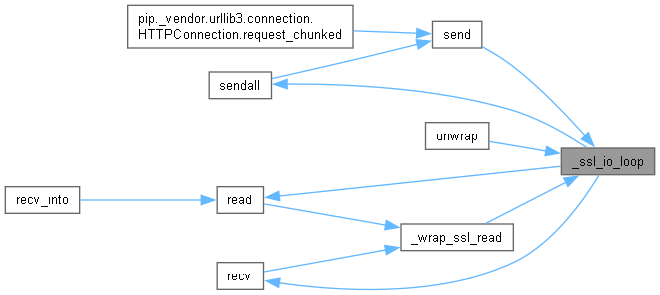 pip._vendor.urllib3.connection.
HTTPConnection.request_chunked
send
sendall
unwrap
_ssl_io_loop
recv_into
read
_wrap_ssl_read
recv